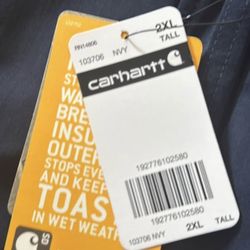 RN14806
103706 NVY
2XL
TALL
carhartt
192776102580
192776102580
103706 NVY
2XL
TALL
WA
BRE
INSU
OUTER
STOPS EVE
AND KEEP
TOAS
IN WET WEATH